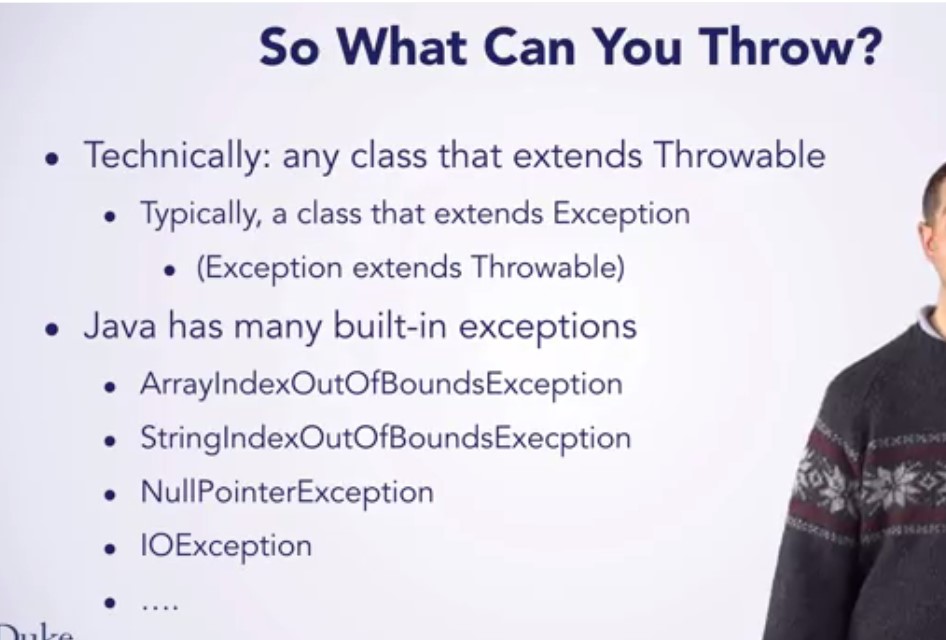 So What Can You Throw?
• Technically: any class that extends Throwable
• Typically, a class that extends Exception
• (Exception extends Throwable)
• Java has many built-in exceptions
• ArrayIndexOutOfBoundsException
• StringIndexOutOfBoundsExecption
• NullPointerException
• IOException
• ....
Duke